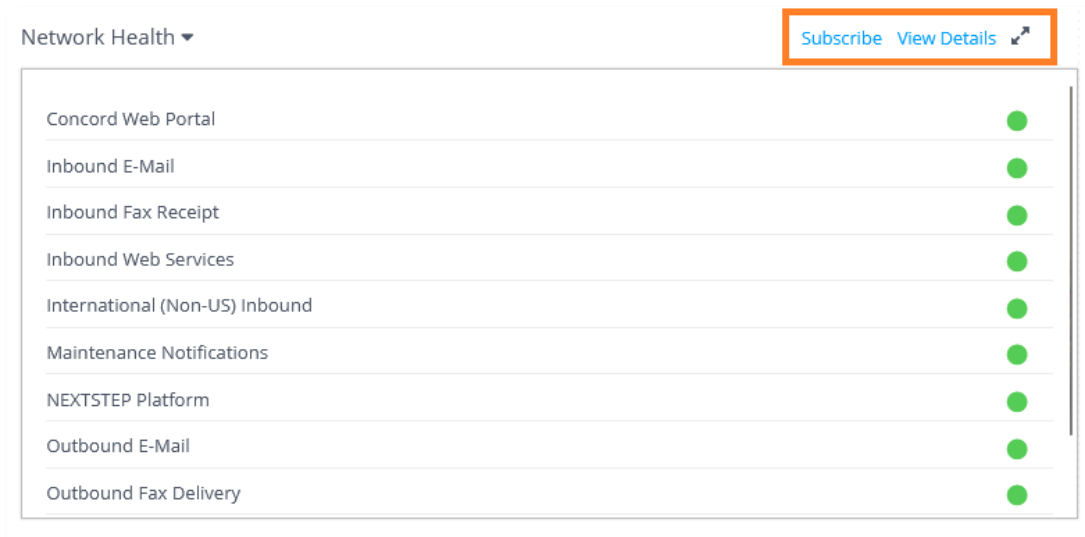 Network Health
Subscribe View Details
Concord Web Portal
Inbound E-Mail
Inbound Fax Receipt
Inbound Web Services
International (Non-US) Inbound
Maintenance Notifications
NEXTSTEP Platform
Outbound E-Mail
Outbound Fax Delivery